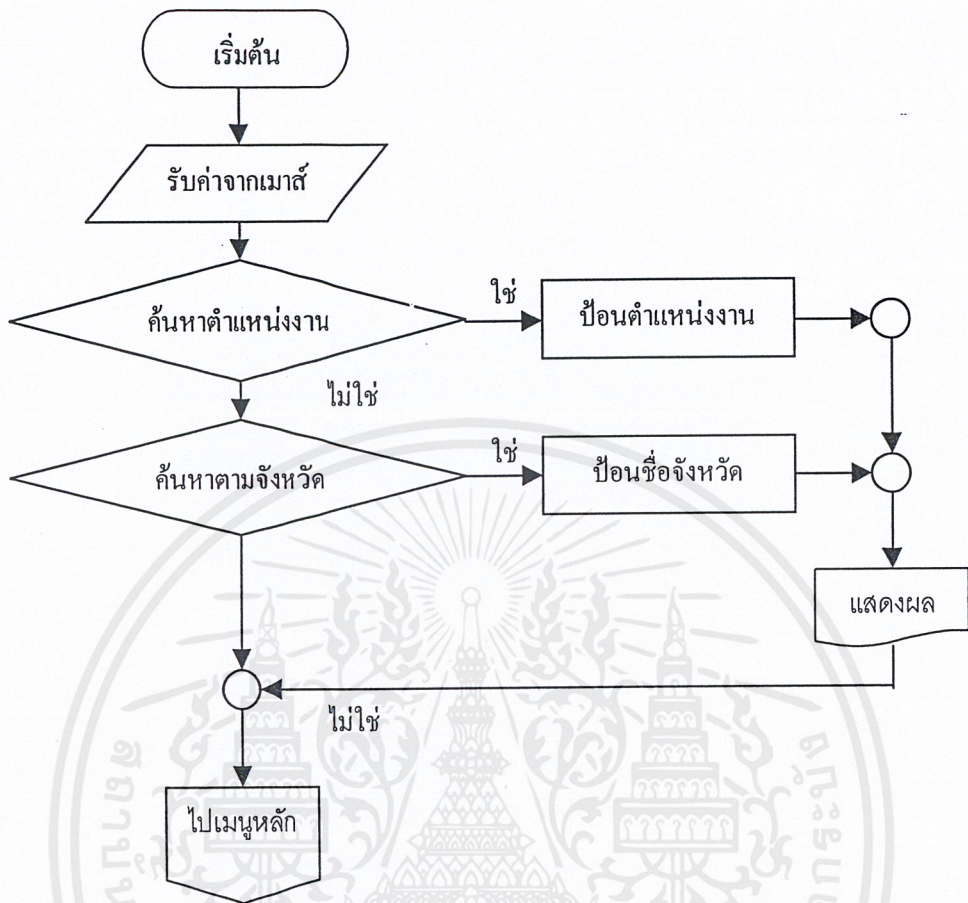 เริ่มต้น
รับค่าจากเมาส์
ค้นหาตำแหน่งงาน
ใช่
ป้อนตำแหน่งงาน
ไม่ใช่
ค้นหาตามจังหวัด
ใช่
ป้อนชื่อจังหวัด
แสดงผล
ไม่ใช่
ไปเมนูหลัก